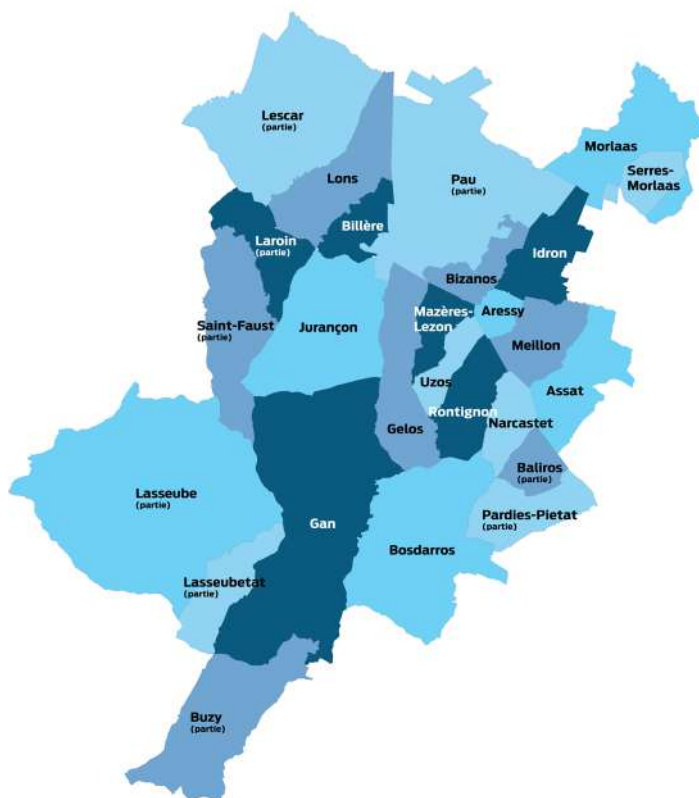 Lescar
(partie)
Morlaas
Serres-
Morlaas
Lons
Pau
(partie)
Billère
Laroin
(partie)
Idron
Bizanos
Saint-Faust
(partie)
Jurançon
Mazères-
Lezon
Aressy
Meillon
Uzos
Assat
Rontignon
Narcastet
Gelos
Baliros
(partie)
Lasseube
(partie)
Gan
Pardies-Pietat
(partie)
Bosdarros
Lasseubetat
(partie)
Buzy
(partie)